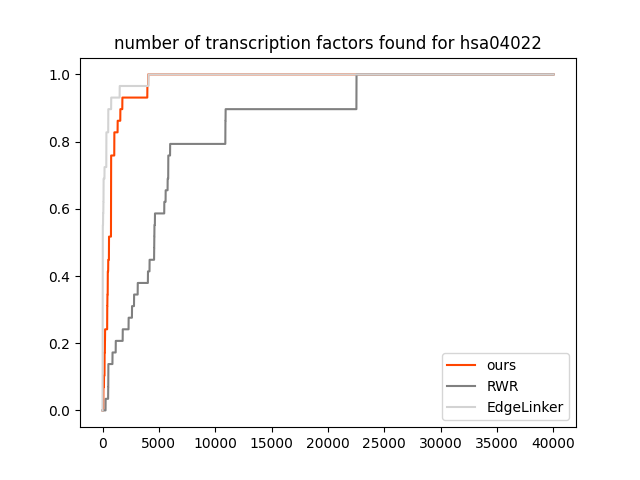 number of transcription factors found for hsa04022
1.0
0.8
0.6
0.4
0.2
0.0
0 5000 10000 15000 20000 25000 30000 35000 40000
ours
RWR
EdgeLinker